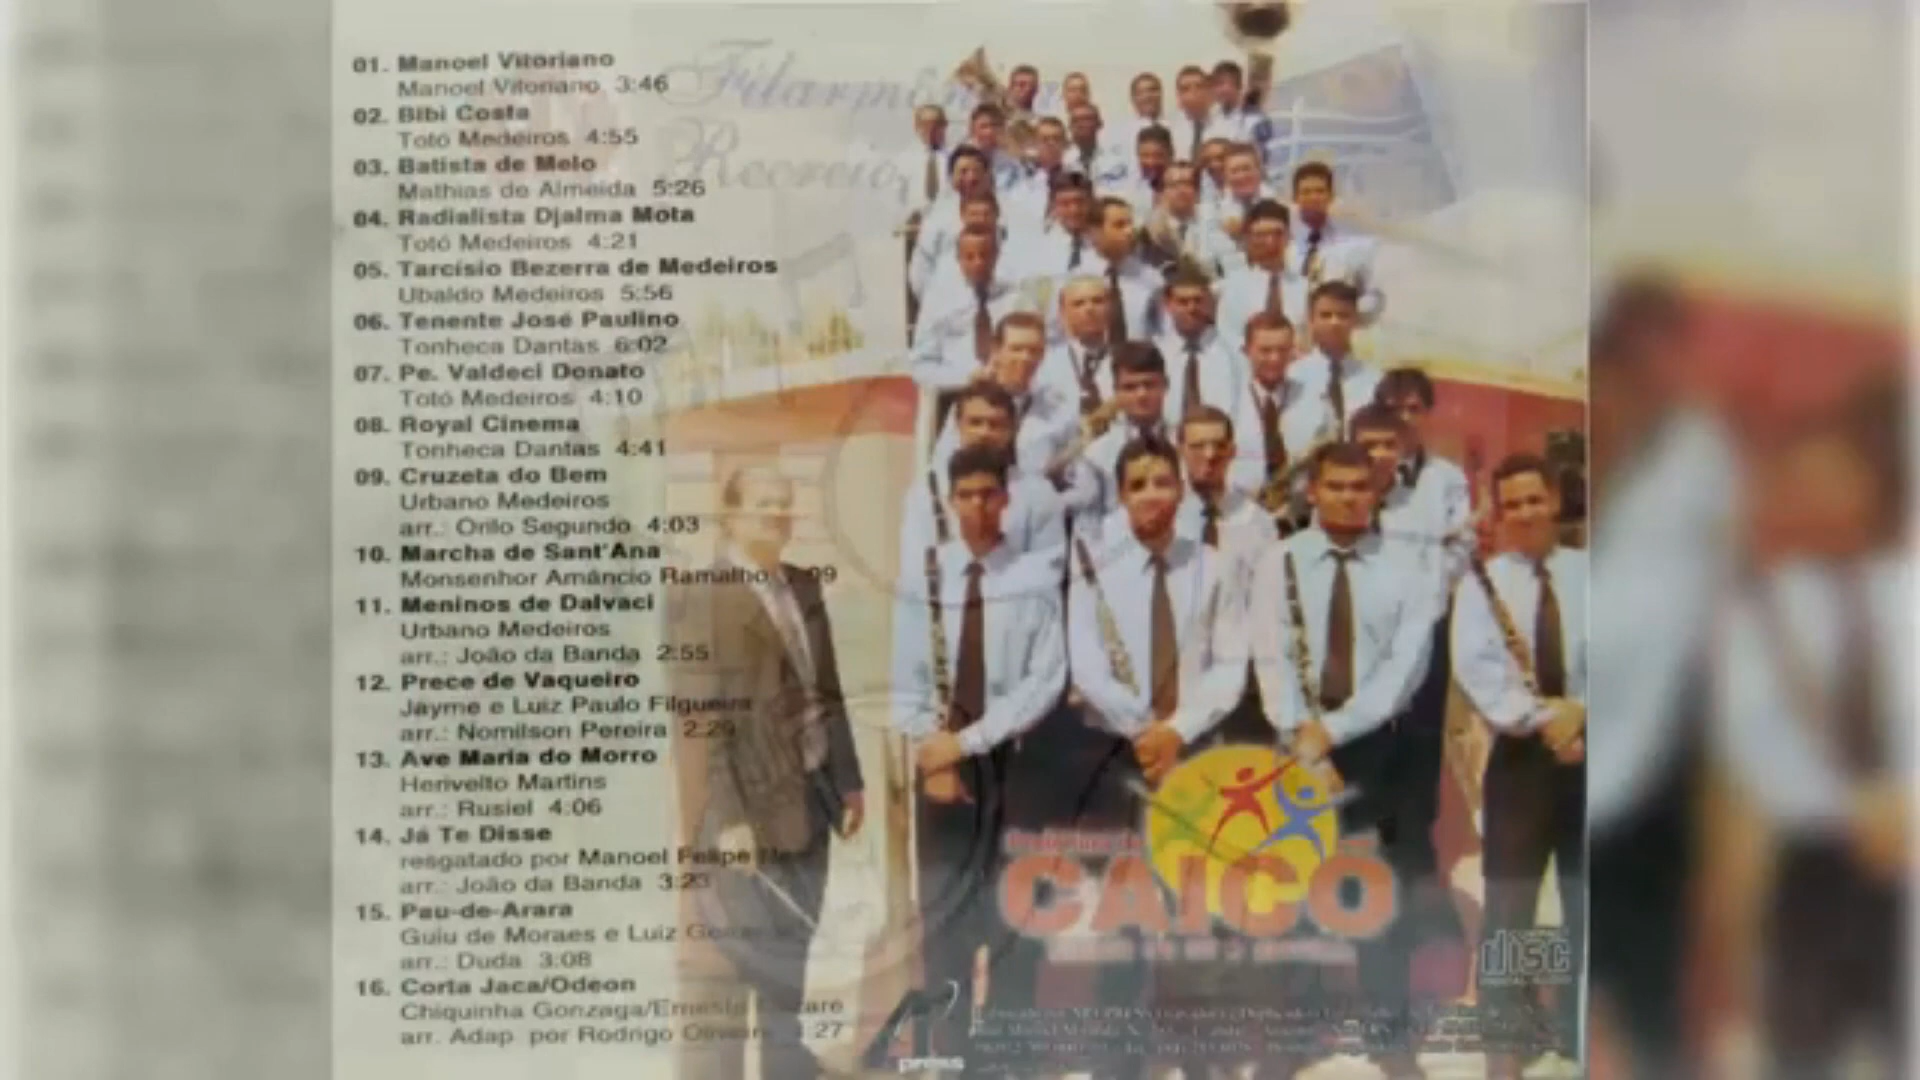 01. Manoel Vitoriano
Manoel Vitoriano 3:46
02. Bibi Costa
Totó Medeiros 4:55
03. Batista de Melo
Mathias de Almeida 5:26
04. Radialista Djalma Mota
Totó Medeiros 4:21
05. Tarcísio Bezerra de Medeiros
Ubaldo Medeiros 5:56
06. Tenente José Paulino
Tonheca Dantas 6:02
07. Pe. Valdeci Donato
Totó Medeiros 4:10
08. Royal Cinema
Tonheca Dantas 4:41
09. Cruzeta do Bem
Urbano Medeiros
arr.: Orilo Segundo 4:03
10. Marcha de Sant'Ana
Monsenhor Amâncio Ramalho
11. Meninos de Dalvaci
Urbano Medeiros
arr.: João da Banda 2:55
12. Prece de Vaqueiro
Jayme e Luiz Paulo Filgueira
arr.: Nomilson Pereira 2:29
13. Ave Maria do Morro
Herivelto Martins
arr.: Rusiel 4:06
14. Já Te Disse
resgatado por Manoel Felipe
arr.: João da Banda 3:23
15. Pau-de-Arara
Guiu de Moraes e Luiz
arr.: Duda 3:08
16. Corta Jaca/Odeon
Chiquinha Gonzaga/Ernesto
arr. Adap. por Rodrigo
Filarmônica
Recreio
CAICÓ
disc
press